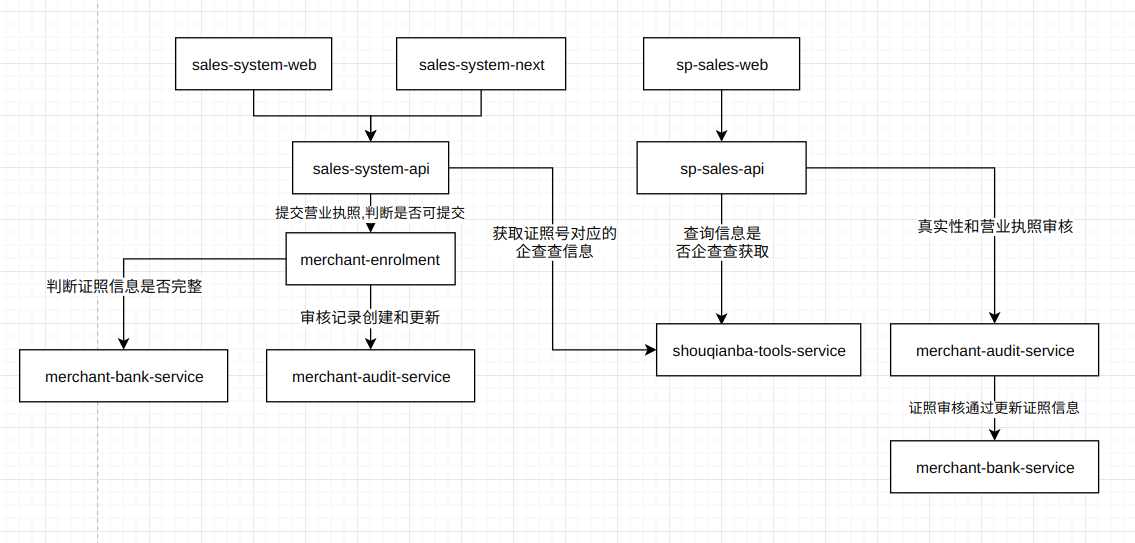 sales-system-web
sales-system-next
sp-sales-web
sales-system-api
sp-sales-api
提交营业执照,判断是否可提交
获取证照号对应的
企查查信息
查询信息是
否企查查获取
真实性和营业执照审核
merchant-enrolment
判断证照信息是否完整
审核记录创建和更新
merchant-bank-service
merchant-audit-service
shouqianba-tools-service
merchant-audit-service
证照审核通过更新证照信息
merchant-bank-service